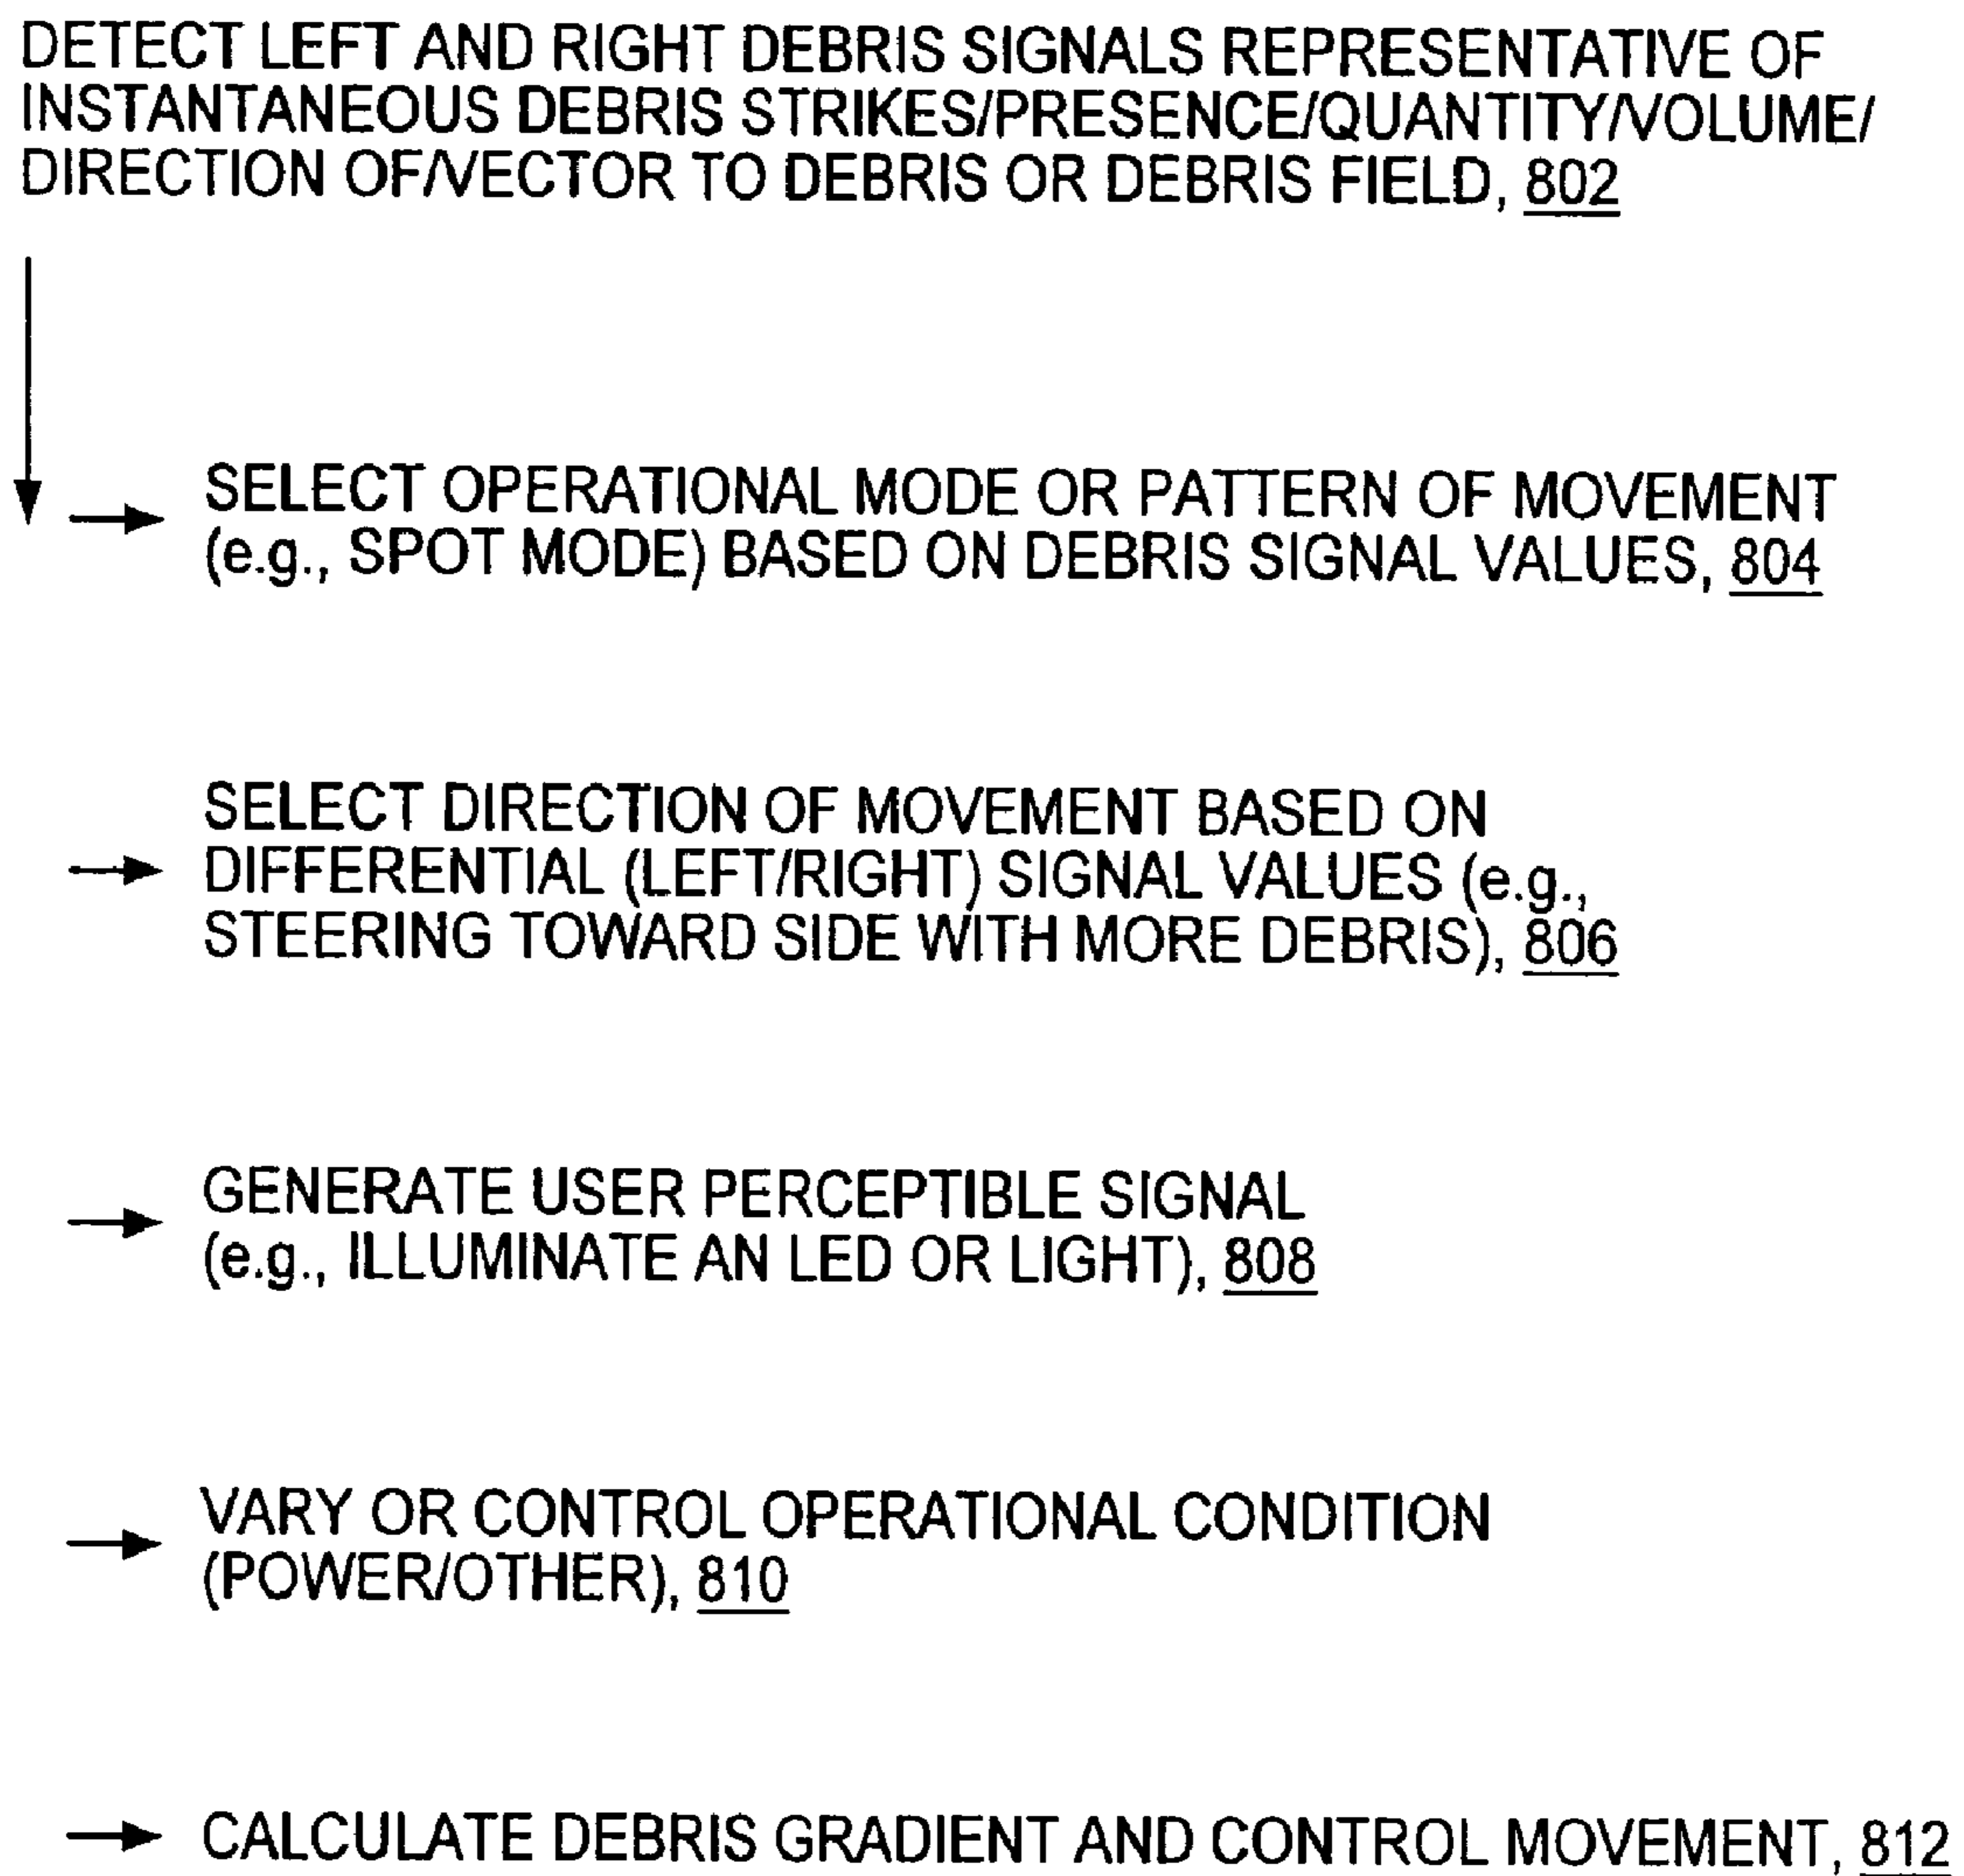 DETECT LEFT AND RIGHT DEBRIS SIGNALS REPRESENTATIVE OF
INSTANTANEOUS DEBRIS STRIKES/PRESENCE/QUANTITY/VOLUME/
DIRECTION OF/VECTOR TO DEBRIS OR DEBRIS FIELD, 802
SELECT OPERATIONAL MODE OR PATTERN OF MOVEMENT
(e.g., SPOT MODE) BASED ON DEBRIS SIGNAL VALUES, 804
SELECT DIRECTION OF MOVEMENT BASED ON
DIFFERENTIAL (LEFT/RIGHT) SIGNAL VALUES (e.g.,
STEERING TOWARD SIDE WITH MORE DEBRIS), 806
GENERATE USER PERCEPTIBLE SIGNAL
(e.g., ILLUMINATE AN LED OR LIGHT), 808
VARY OR CONTROL OPERATIONAL CONDITION
(POWER/OTHER), 810
CALCULATE DEBRIS GRADIENT AND CONTROL MOVEMENT, 812